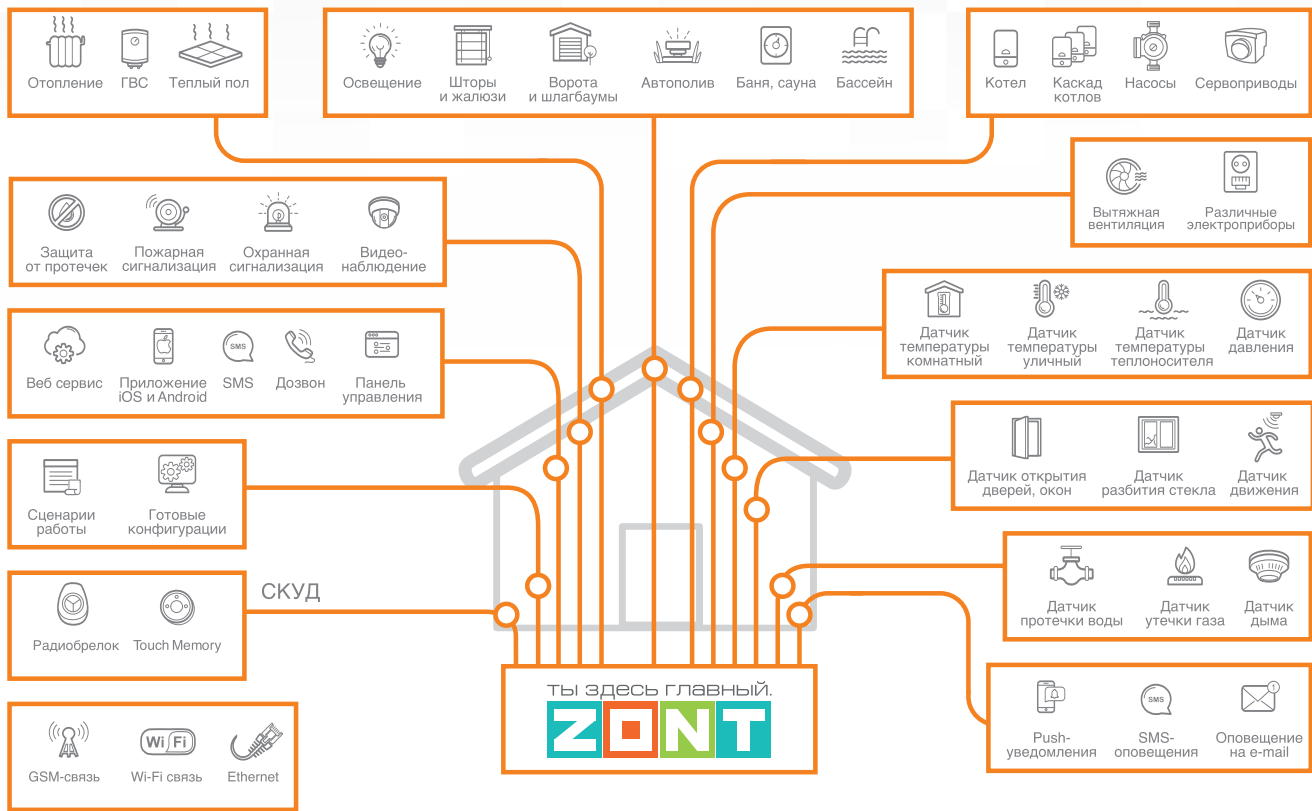 Отопление
ГВС
Теплый пол
Освещение
Шторы
и жалюзи
Ворота
и шлагбаумы
Автополив
Баня, сауна
Бассейн
Котел
Каскад
котлов
Насосы
Сервоприводы
Вытяжная
вентиляция
Различные
электроприборы
Защита
от протечек
Пожарная
сигнализация
Охранная
сигнализация
Видео-
наблюдение
Датчик
температуры
комнатный
Датчик
температуры
уличный
Датчик
температуры
теплоносителя
Датчик
давления
SMS
Веб сервис
Приложение
iOS и Android
SMS
Дозвон
Панель
управления
Датчик открытия
дверей, окон
Датчик
разбития стекла
Датчик
движения
Сценарии
работы
Готовые
конфигурации
Датчик
протечки воды
Датчик
утечки газа
Датчик
дыма
СКУД
Радиобрелок
Touch Memory
ТЫ ЗДЕСЬ ГЛАВНЫЙ.
ZONT
SMS
1
Push-
уведомления
SMS-
оповещения
Оповещение
на e-mail
Wi Fi
GSM-связь
Wi-Fi связь
Ethernet